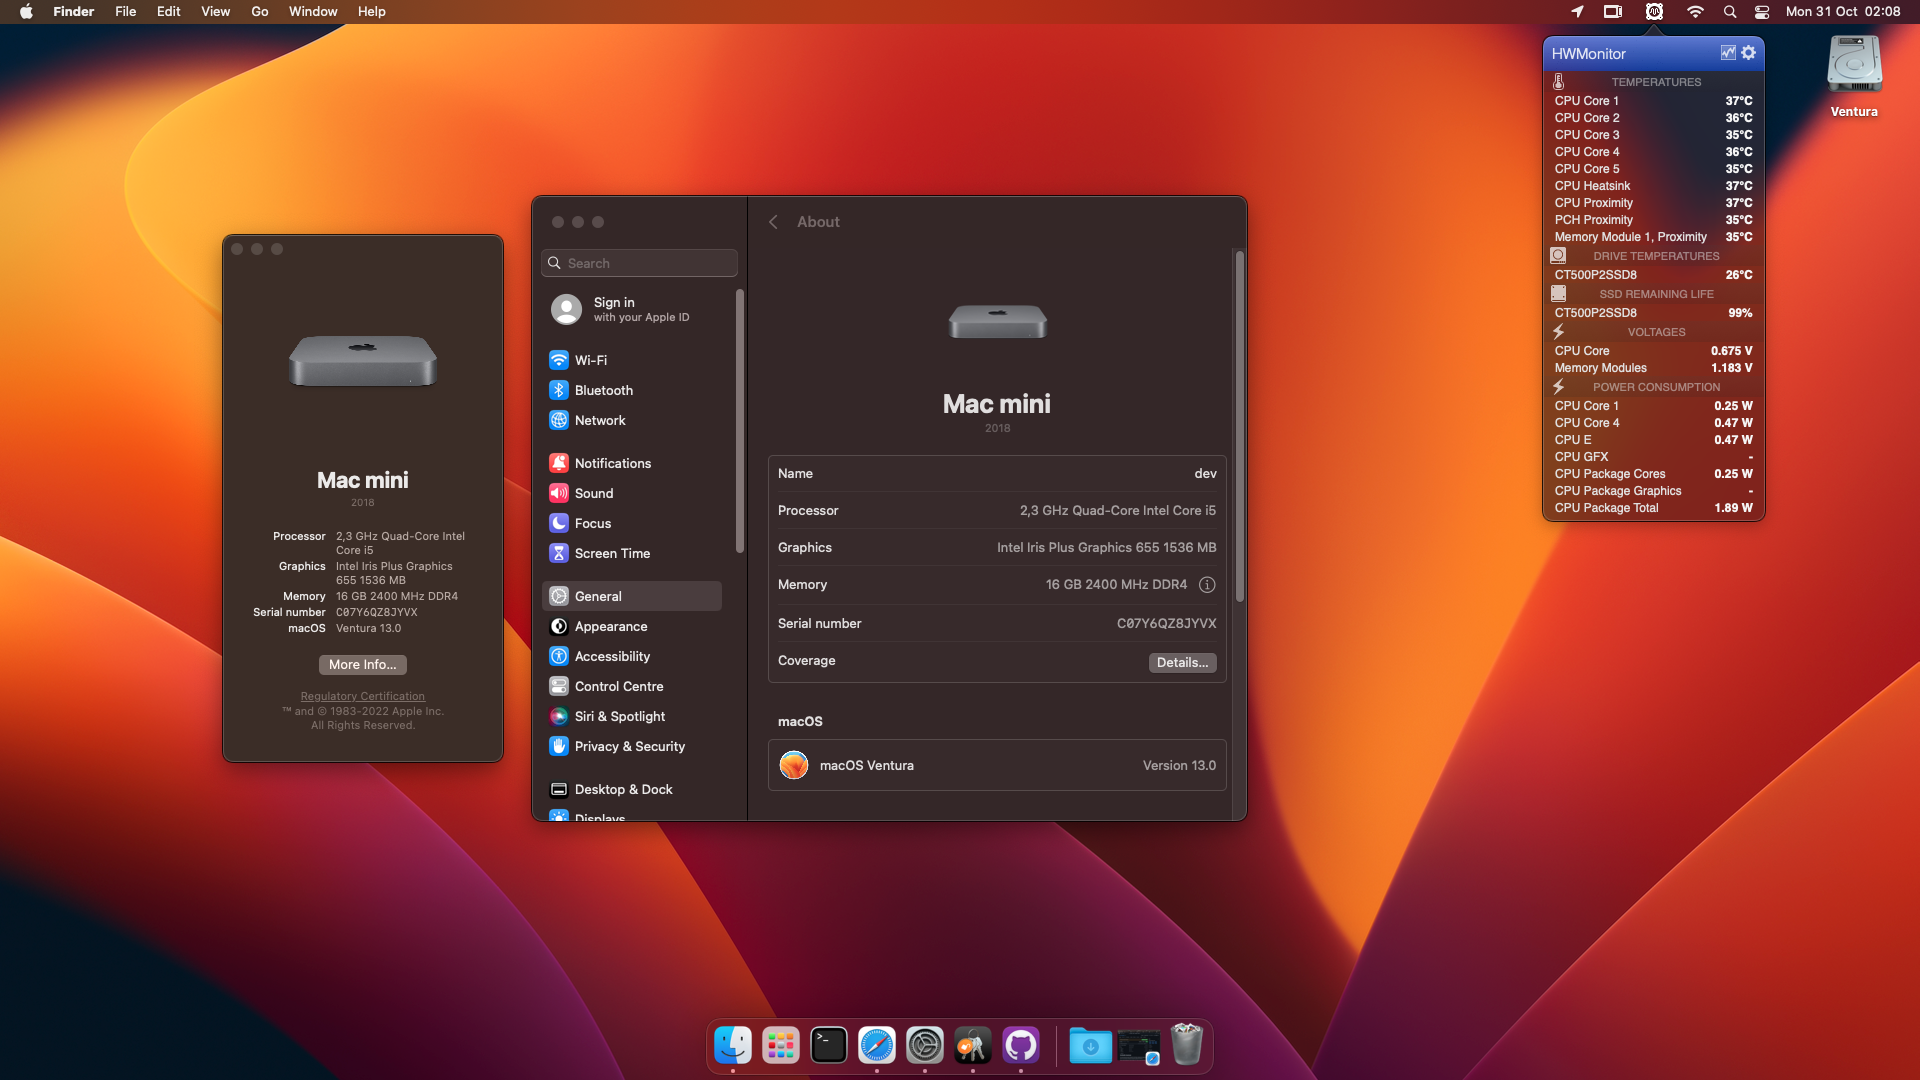 Finder File Edit View Go Window Help Mon 31 Oct 02:08
HWMonitor
TEMPERATURES
CPU Core 1 37°C
CPU Core 2 36°C
CPU Core 3 35°C
CPU Core 4 36°C
CPU Core 5 35°C
CPU Heatsink 37°C
CPU Proximity 37°C
PCH Proximity 35°C
Memory Module 1, Proximity 35°C
DRIVE TEMPERATURES
CT500P2SSD8 26°C
SSD REMAINING LIFE
CT500P2SSD8 99%
VOLTAGES
CPU Core 0.675 V
Memory Modules 1.183 V
POWER CONSUMPTION
CPU Core 1 0.25 W
CPU Core 4 0.47 W
CPU E 0.47 W
CPU GFX -
CPU Package Cores 0.25 W
CPU Package Graphics -
CPU Package Total 1.89 W
Ventura
Mac mini
2018
Processor 2,3 GHz Quad-Core Intel
Core i5
Graphics Intel Iris Plus Graphics
655 1536 MB
Memory 16 GB 2400 MHz DDR4
Serial number C07Y6QZ8JYVX
macOS Ventura 13.0
More Info...
Regulatory Certification
™ and © 1983-2022 Apple Inc.
All Rights Reserved.
Search
Sign in
with your Apple ID
Wi-Fi
Bluetooth
Network
Notifications
Sound
Focus
Screen Time
General
Appearance
Accessibility
Control Centre
Siri & Spotlight
Privacy & Security
Desktop & Dock
Displays
About
Mac mini
2018
Name dev
Processor 2,3 GHz Quad-Core Intel Core i5
Graphics Intel Iris Plus Graphics 655 1536 MB
Memory 16 GB 2400 MHz DDR4
Serial number C07Y6QZ8JYVX
Coverage Details...
macOS
macOS Ventura Version 13.0